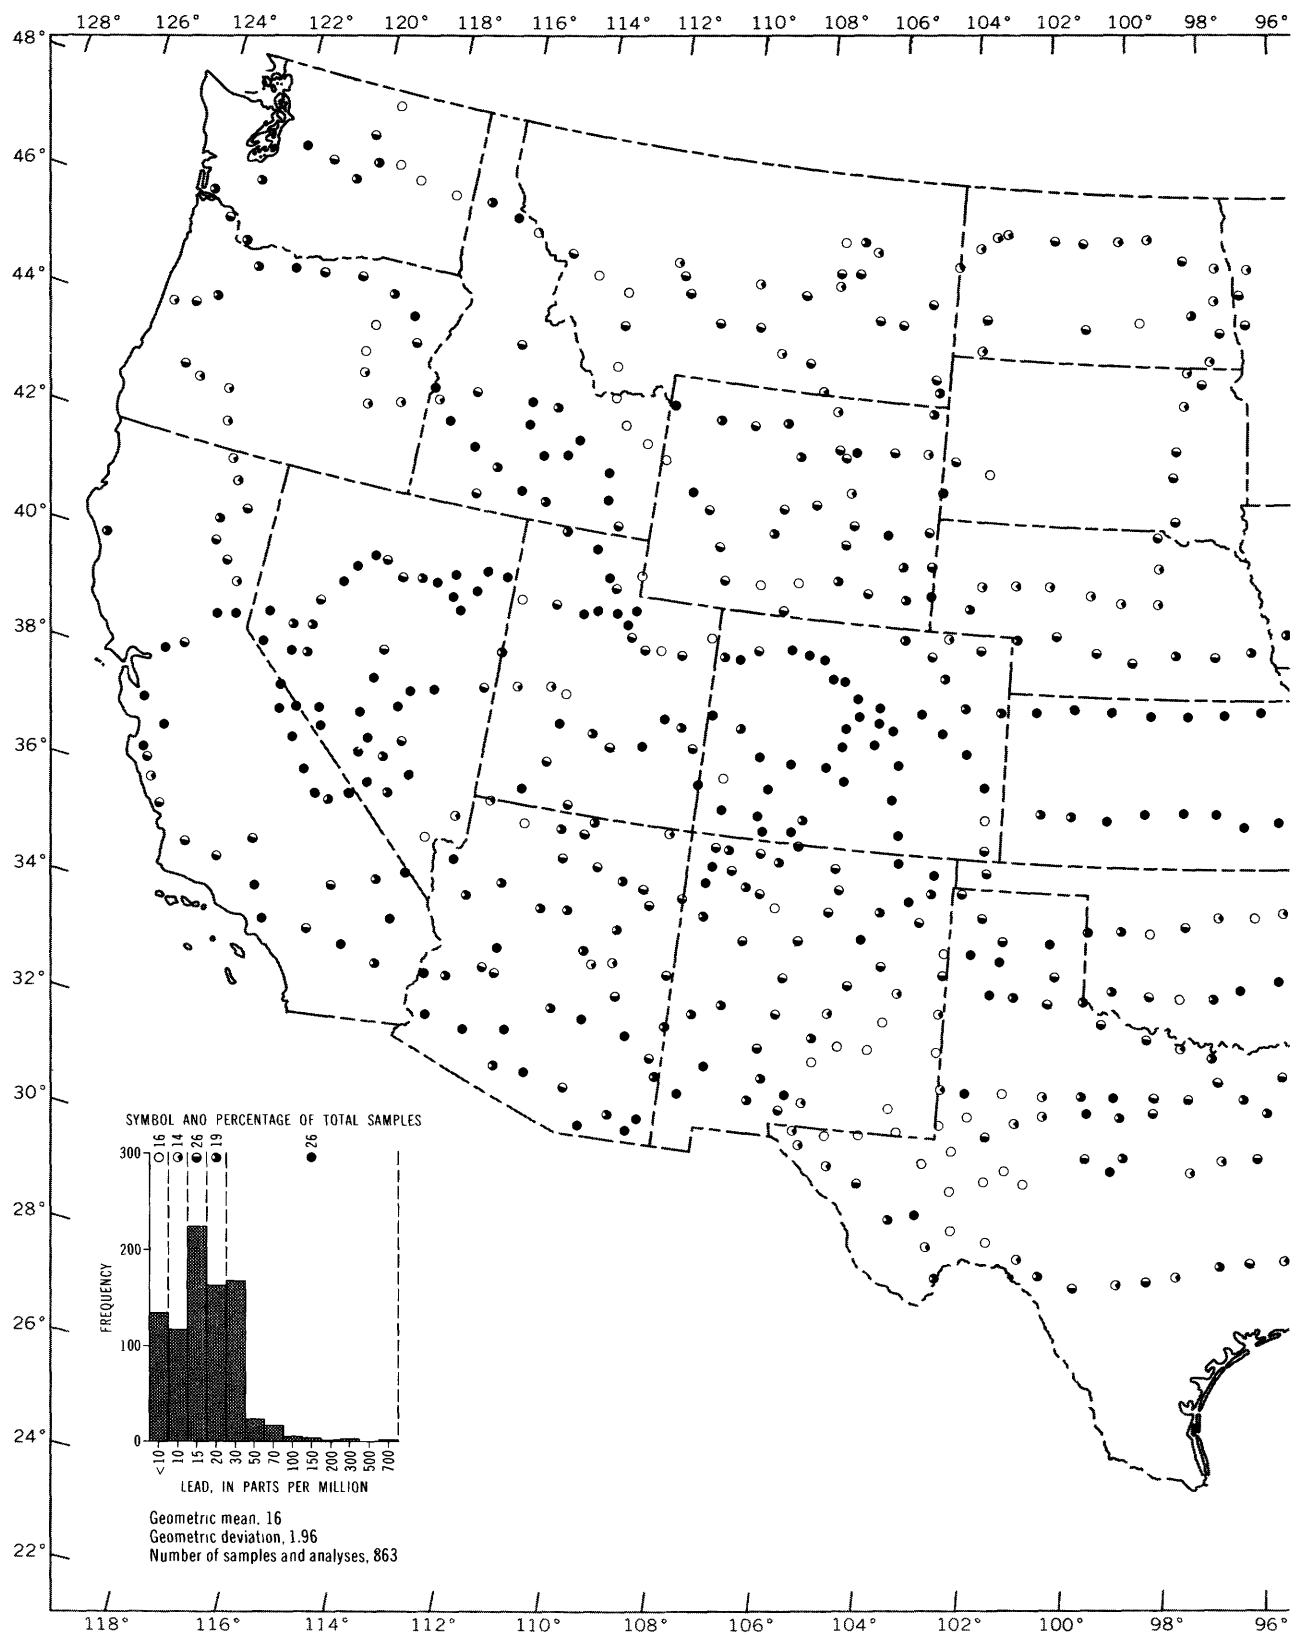 128° 126° 124° 122° 120° 118° 116° 114° 112° 110° 108° 106° 104° 102° 100° 98° 96°
48°
46°
44°
42°
40°
38°
36°
34°
32°
30°
28°
26°
24°
22°
SYMBOL AND PERCENTAGE OF TOTAL SAMPLES
16 14 26 19 26
300
200
100
0
FREQUENCY
<10 10 15 20 30 50 70 100 150 200 300 500 700
LEAD, IN PARTS PER MILLION
Geometric mean, 16
Geometric deviation, 1.96
Number of samples and analyses, 863
118° 116° 114° 112° 110° 108° 106° 104° 102° 100° 98° 96°